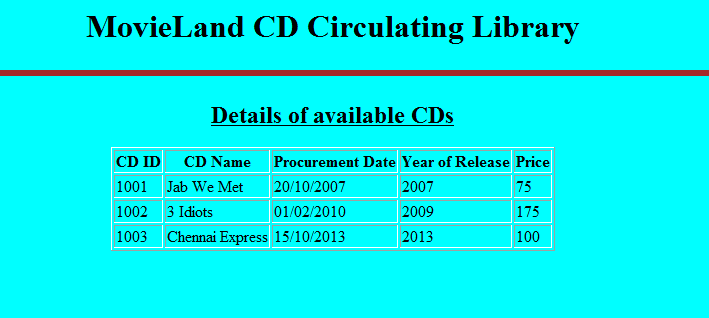 MovieLand CD Circulating Library
Details of available CDs
CD ID CD Name Procurement Date Year of Release Price
1001 Jab We Met 20/10/2007 2007 75
1002 3 Idiots 01/02/2010 2009 175
1003 Chennai Express 15/10/2013 2013 100